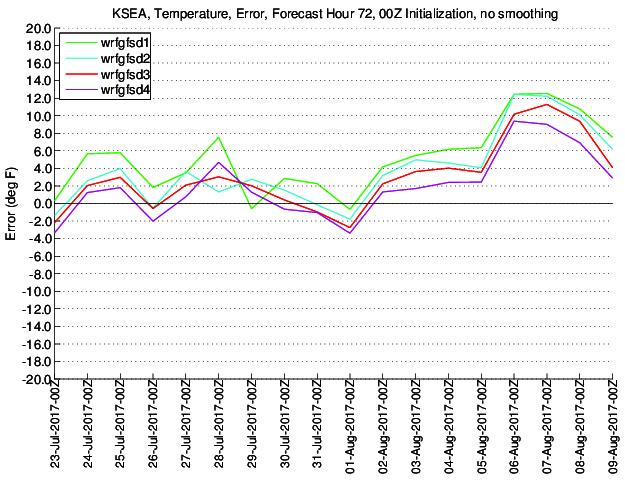 KSEA, Temperature, Error, Forecast Hour 72, 00Z Initialization, no smoothing
wrfgfsd1
wrfgfsd2
wrfgfsd3
wrfgfsd4
Error (deg F)
20.0
18.0
16.0
14.0
12.0
10.0
8.0
6.0
4.0
2.0
0.0
-2.0
-4.0
-6.0
-8.0
-10.0
-12.0
-14.0
-16.0
-18.0
-20.0
23-Jul-2017-00Z
24-Jul-2017-00Z
25-Jul-2017-00Z
26-Jul-2017-00Z
27-Jul-2017-00Z
28-Jul-2017-00Z
29-Jul-2017-00Z
30-Jul-2017-00Z
31-Jul-2017-00Z
01-Aug-2017-00Z
02-Aug-2017-00Z
03-Aug-2017-00Z
04-Aug-2017-00Z
05-Aug-2017-00Z
06-Aug-2017-00Z
07-Aug-2017-00Z
08-Aug-2017-00Z
09-Aug-2017-00Z